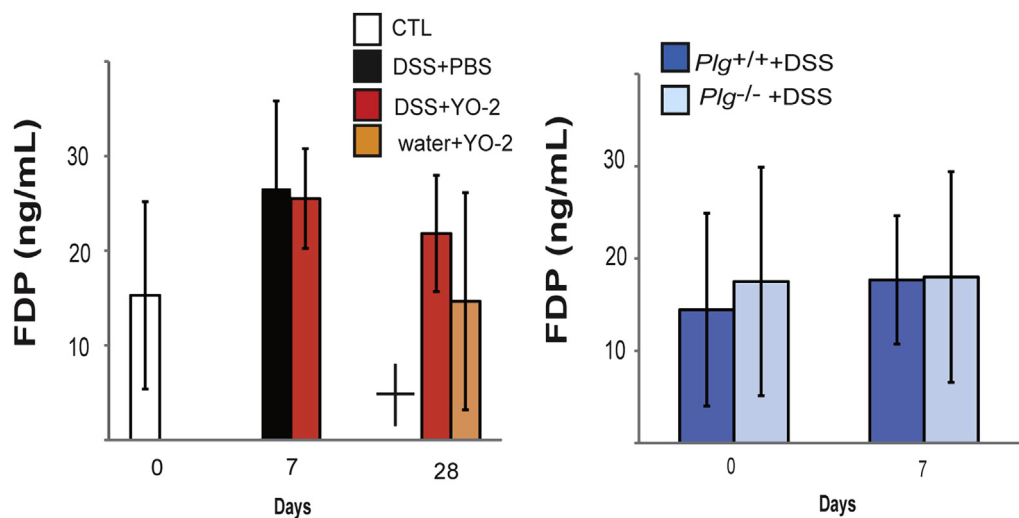 CTL
DSS+PBS
DSS+YO-2
water+YO-2
FDP (ng/mL)
30
20
10
0
7
28
Days
Plg+/++DSS
Plg-/- +DSS
FDP (ng/mL)
30
20
10
0
7
Days